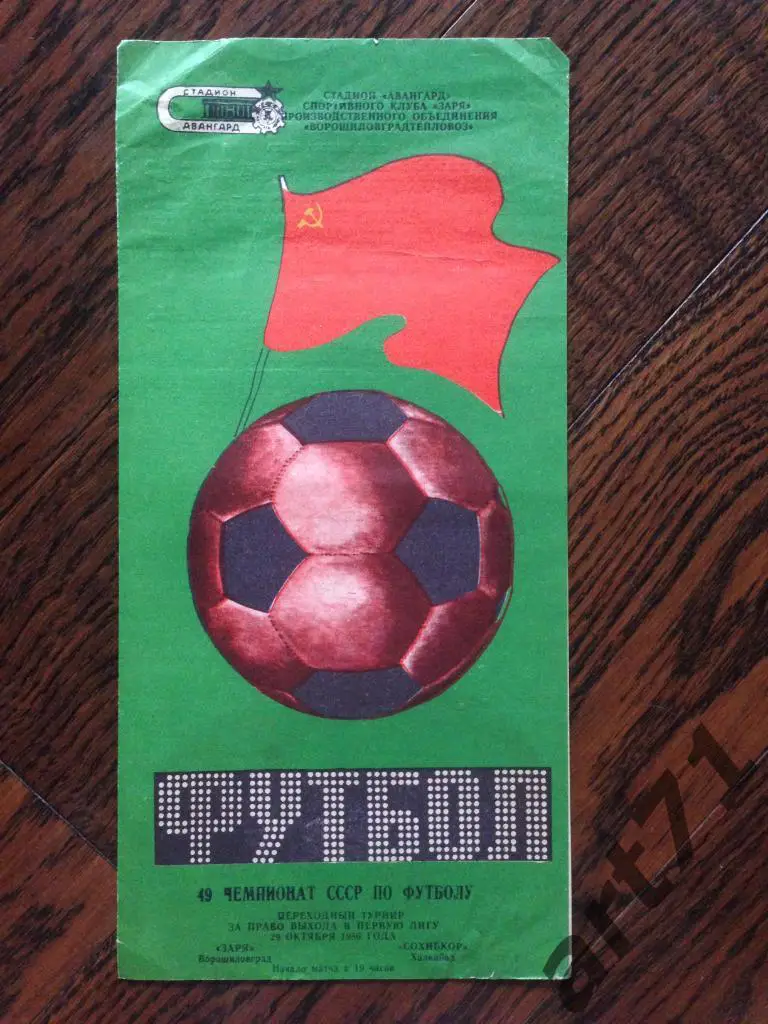 СТАДИОН
АВАНГАРД
СТАДИОН «АВАНГАРД»
СПОРТИВНОГО КЛУБА «ЗАРЯ»
ПРОИЗВОДСТВЕННОГО ОБЪЕДИНЕНИЯ
«ВОРОШИЛОВГРАДТЕПЛОВОЗ»
ФУТБОЛ
49 ЧЕМПИОНАТ СССР ПО ФУТБОЛУ
ПЕРЕХОДНЫЙ ТУРНИР
ЗА ПРАВО ВЫХОДА В ПЕРВУЮ ЛИГУ
29 ОКТЯБРЯ 1986 ГОДА
«ЗАРЯ» «СОХИБКОР»
Ворошиловград Халкабад
Начало матча в 19 часов
art71